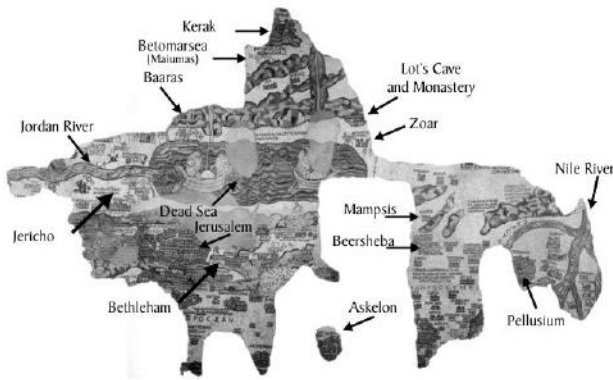 Kerak
Betomarsea
(Maiumas)
Baaras
Lot's Cave
and Monastery
Zoar
Jordan River
Nile River
Dead Sea
Jerusalem
Mampsis
Jericho
Beersheba
Bethleham
Askelon
Pellusium